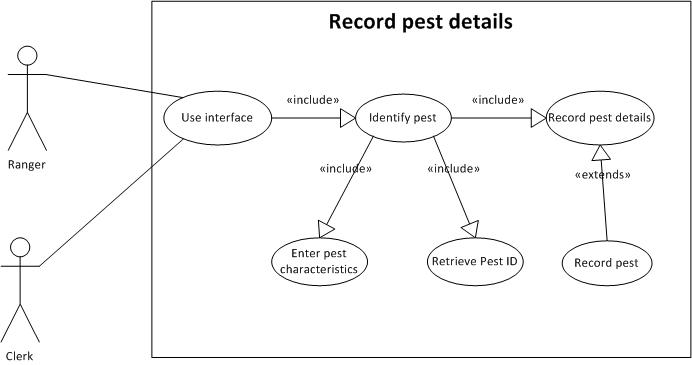 Record pest details
Ranger
Clerk
Use interface
«include»
Identify pest
«include»
Record pest details
«include»
«include»
«extends»
Enter pest
characteristics
Retrieve Pest ID
Record pest